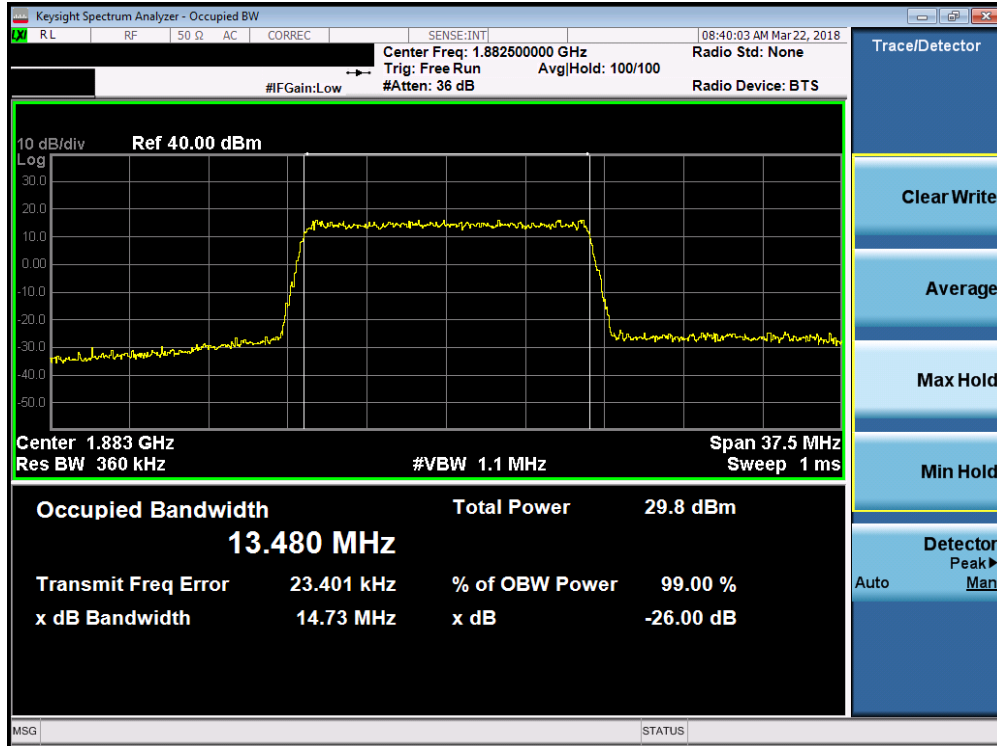 Keysight Spectrum Analyzer - Occupied BW
LXI RL RF 50 Ω AC CORREC SENSE:INT 08:40:03 AM Mar 22, 2018
Center Freq: 1.882500000 GHz Radio Std: None
Trig: Free Run Avg|Hold: 100/100
#IFGain:Low #Atten: 36 dB Radio Device: BTS
Trace/Detector
10 dB/div Ref 40.00 dBm
Log
30.0
20.0
10.0
0.00
-10.0
-20.0
-30.0
-40.0
-50.0
Center 1.883 GHz Span 37.5 MHz
Res BW 360 kHz #VBW 1.1 MHz Sweep 1 ms
Occupied Bandwidth Total Power 29.8 dBm
13.480 MHz
Transmit Freq Error 23.401 kHz % of OBW Power 99.00 %
x dB Bandwidth 14.73 MHz x dB -26.00 dB
Clear Write
Average
Max Hold
Min Hold
Detector
Peak▶
Auto Man
MSG STATUS